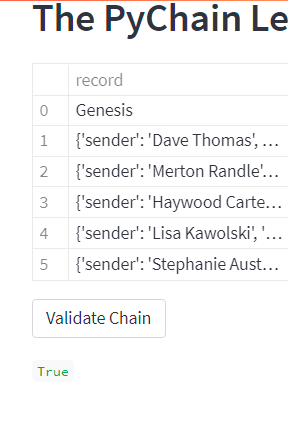 The PyChain Le
record
0 Genesis
1 {'sender': 'Dave Thomas', ...
2 {'sender': 'Merton Randle'...
3 {'sender': 'Haywood Carte...
4 {'sender': 'Lisa Kawolski', '...
5 {'sender': 'Stephanie Aust...
Validate Chain
True